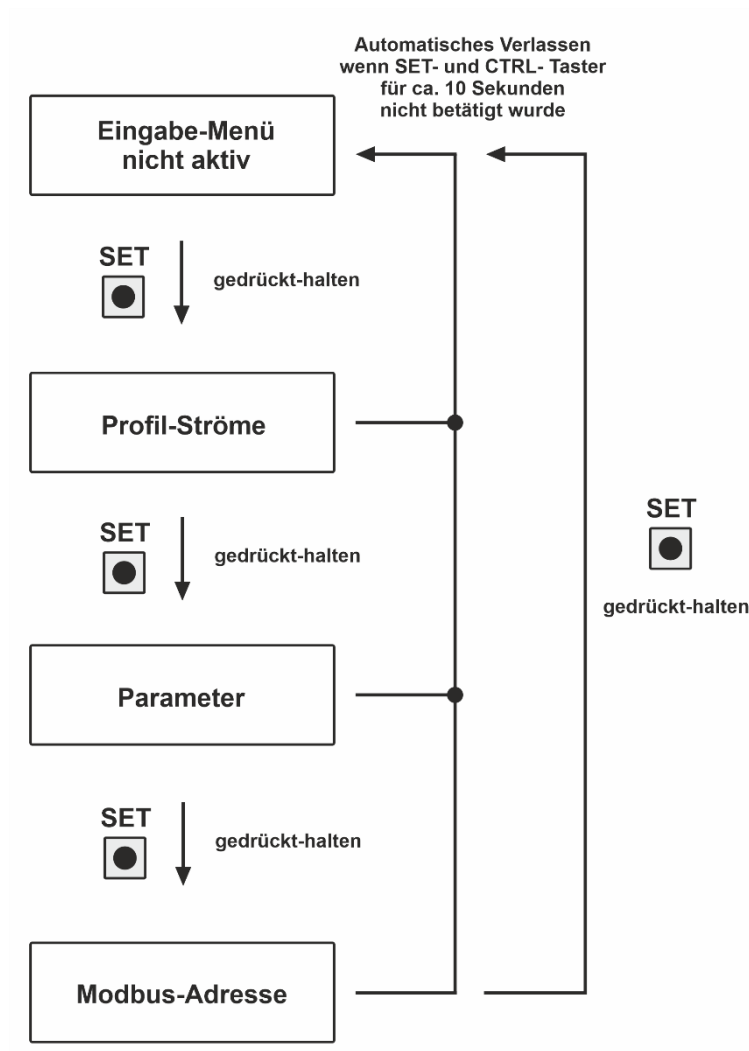 Automatisches Verlassen
wenn SET- und CTRL- Taster
für ca. 10 Sekunden
nicht betätigt wurde
Eingabe-Menü
nicht aktiv
SET
gedrückt-halten
Profil-Ströme
SET
gedrückt-halten
SET
gedrückt-halten
Parameter
SET
gedrückt-halten
Modbus-Adresse